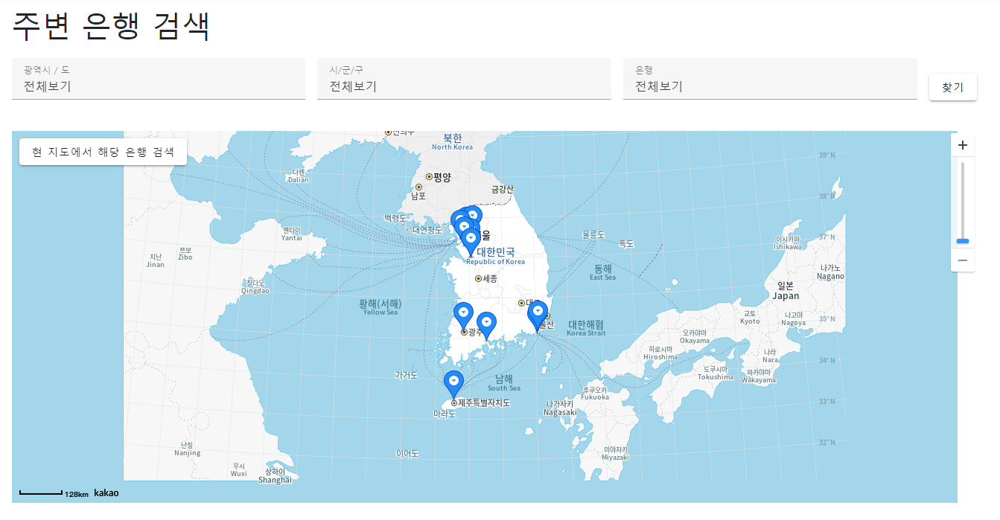 주변 은행 검색
광역시 / 도
전체보기
시/군/구
전체보기
은행
전체보기
찾기
현 지도에서 해당 은행 검색
북한
North Korea
다롄
Dalian
평양
남포
금강산
백령도
대연평도
대한민국
Republic of Korea
세종
울릉도
독도
동해
East Sea
옌타이
Yantai
지난
Jinan
쯔보
Zibo
칭다오
Qingdao
황해(서해)
Yellow Sea
광주
울산
대한해협
Korea Strait
가거도
남해
South Sea
제주특별자치도
마라도
이어도
난징
Nanjing
우시
Wuxi
상하이
Shanghai
이시카와
Ishikawa
나가노
Nagano
일본
Japan
교토
Kyoto
나고야
Nagoya
오카야마
Okayama
히로시마
Hiroshima
나라
Nara
도쿠시마
Tokushima
와카야마
Wakayama
후쿠오카
Fukuoka
나가사키
Nagasaki
미야자키
Miyazaki
39° N
38° N
37° N
35° N
34° N
33° N
32° N
+
−
128km kakao